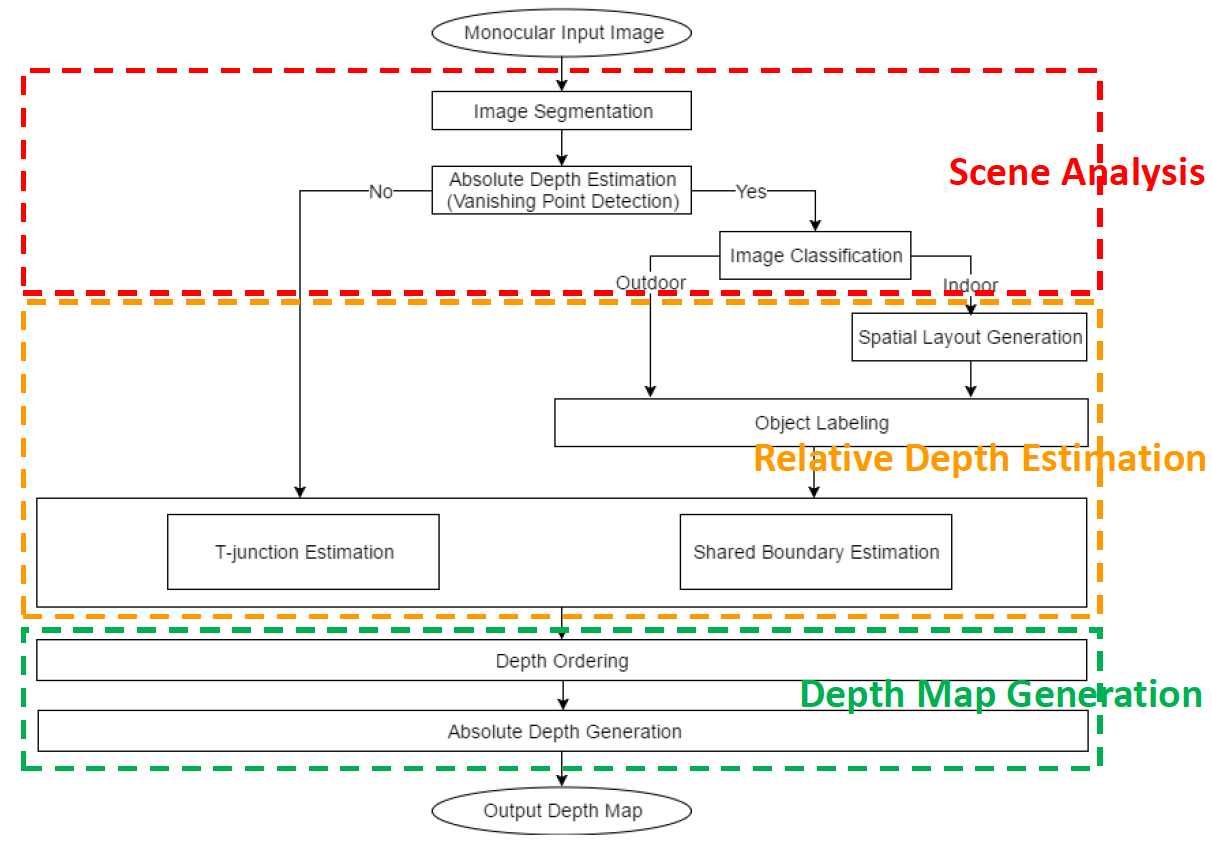 Monocular Input Image
Image Segmentation
Scene Analysis
Absolute Depth Estimation
(Vanishing Point Detection)
No
Yes
Image Classification
Outdoor
Indoor
Spatial Layout Generation
Object Labeling
Relative Depth Estimation
T-junction Estimation
Shared Boundary Estimation
Depth Ordering
Depth Map Generation
Absolute Depth Generation
Output Depth Map